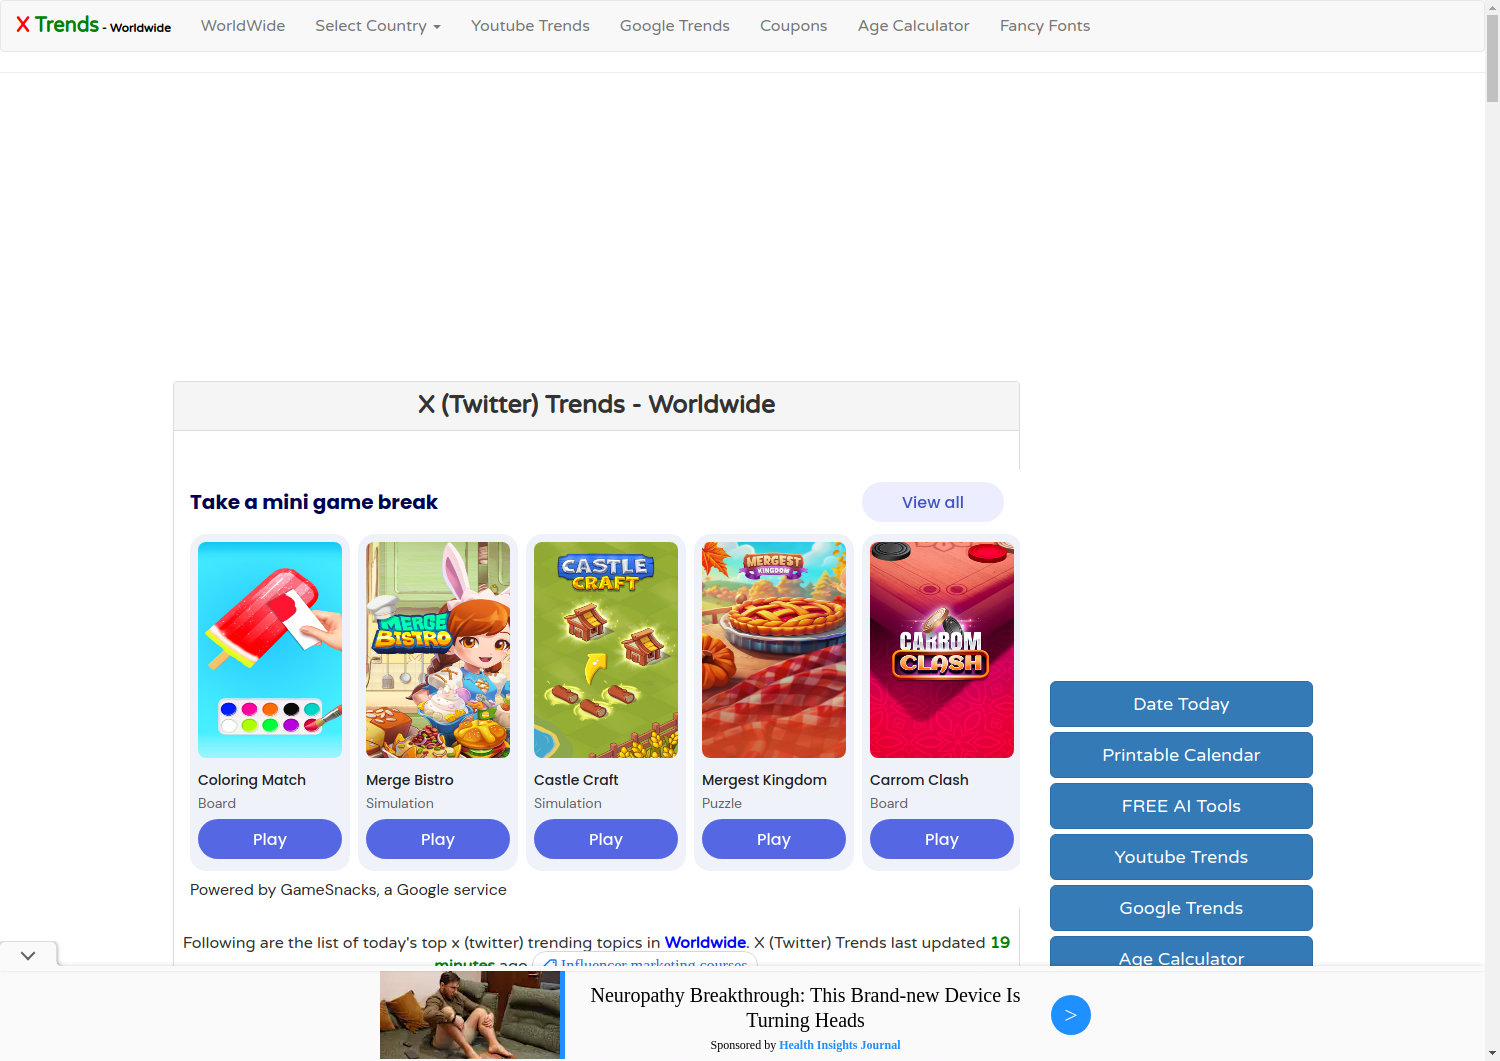 X Trends - Worldwide
WorldWide
Select Country
Youtube Trends
Google Trends
Coupons
Age Calculator
Fancy Fonts
X (Twitter) Trends - Worldwide
Take a mini game break
View all
CASTLE
CRAFT
MERGEST
KINGDOM
MERGE
BISTRO
CARROM
CLASH
Coloring Match
Merge Bistro
Castle Craft
Mergest Kingdom
Carrom Clash
Board
Simulation
Simulation
Puzzle
Board
Play
Play
Play
Play
Play
Powered by GameSnacks, a Google service
Following are the list of today's top x (twitter) trending topics in Worldwide. X (Twitter) Trends last updated 19
minutes ago Influencer marketing courses
Date Today
Printable Calendar
FREE AI Tools
Youtube Trends
Google Trends
Age Calculator
Neuropathy Breakthrough: This Brand-new Device Is
Turning Heads
Sponsored by Health Insights Journal
>